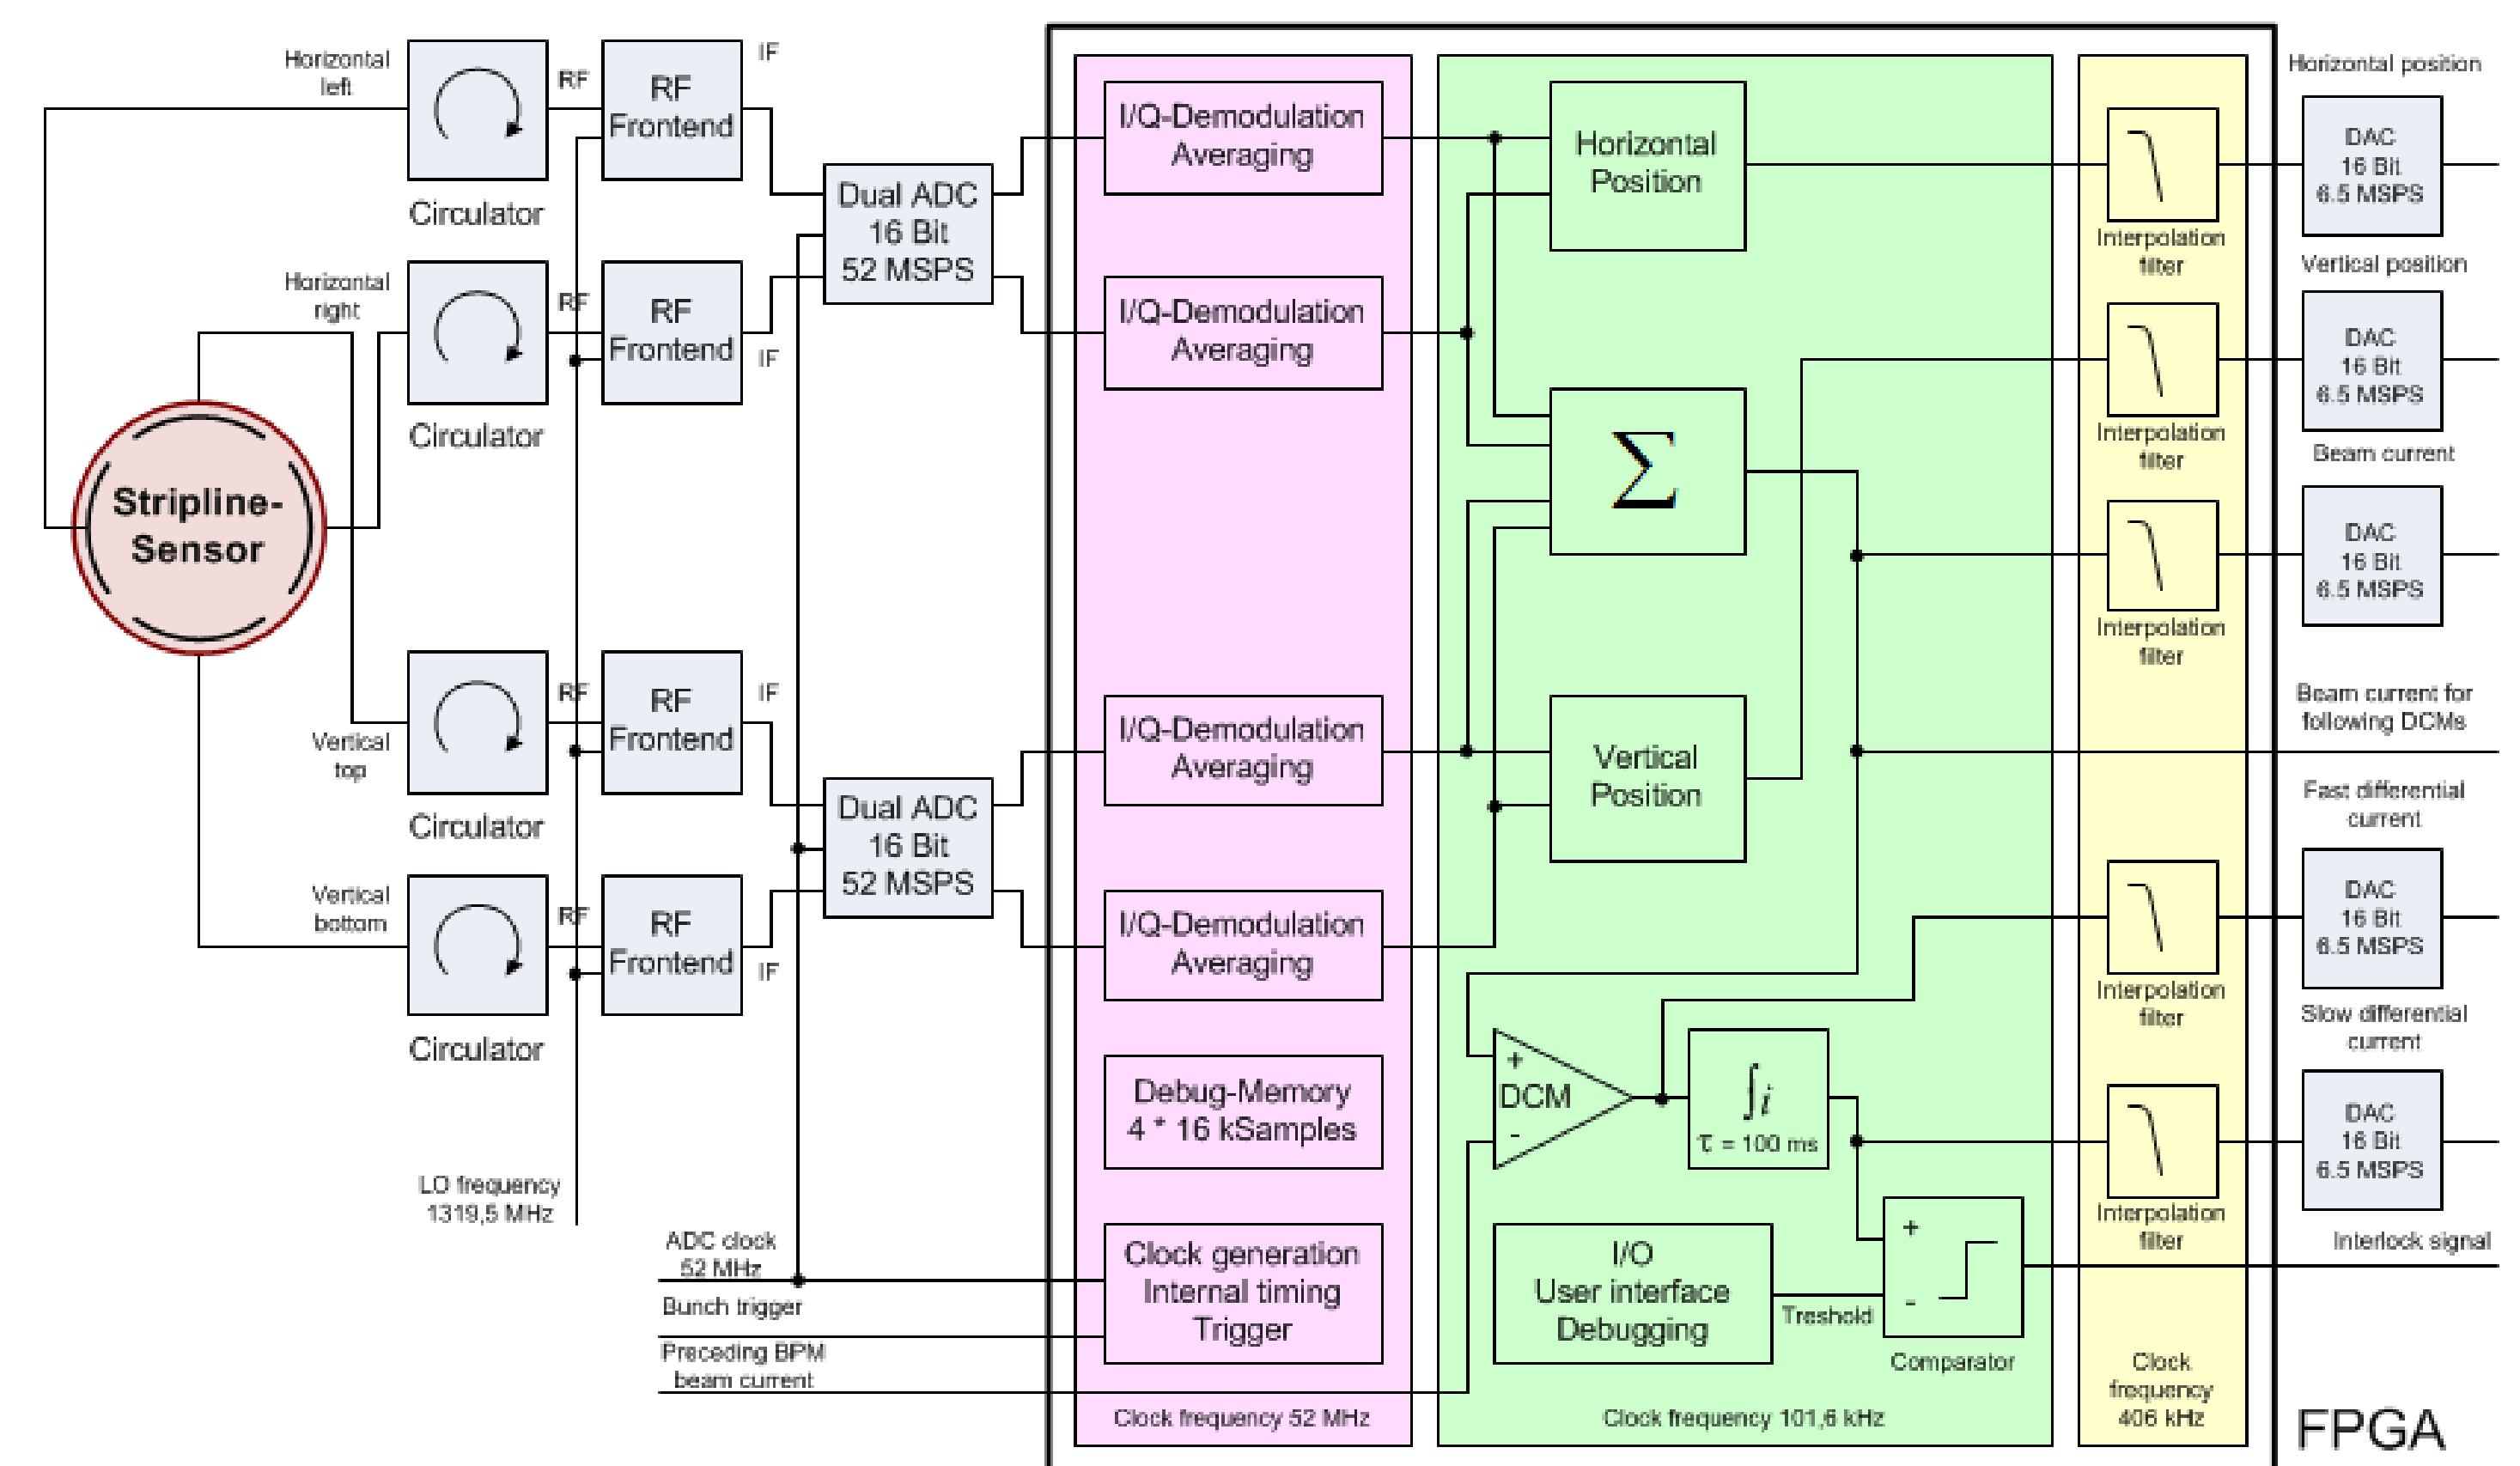 Horizontal
left
RF
RF
Frontend
IF
Circulator
Horizontal
right
RF
RF
Frontend
IF
Circulator
Stripline-
Sensor
Vertical
top
RF
RF
Frontend
IF
Circulator
Vertical
bottom
RF
RF
Frontend
IF
Circulator
LO frequency
1319,5 MHz
Dual ADC
16 Bit
52 MSPS
Dual ADC
16 Bit
52 MSPS
ADC clock
52 MHz
Bunch trigger
Preceding BPM
beam current
I/Q-Demodulation
Averaging
I/Q-Demodulation
Averaging
I/Q-Demodulation
Averaging
I/Q-Demodulation
Averaging
Debug-Memory
4 * 16 kSamples
Clock generation
Internal timing
Trigger
Clock frequency 52 MHz
Horizontal
Position
Σ
Vertical
Position
+
DCM
-
∫i
τ = 100 ms
I/O
User interface
Debugging
Treshold
+
-
Comparator
Clock frequency 101,6 kHz
Interpolation
filter
Interpolation
filter
Interpolation
filter
Interpolation
filter
Interpolation
filter
Clock
frequency
406 kHz
Horizontal position
DAC
16 Bit
6.5 MSPS
Vertical position
DAC
16 Bit
6.5 MSPS
Beam current
DAC
16 Bit
6.5 MSPS
Beam current for
following DCMs
Fast differential
current
DAC
16 Bit
6.5 MSPS
Slow differential
current
DAC
16 Bit
6.5 MSPS
Interlock signal
FPGA